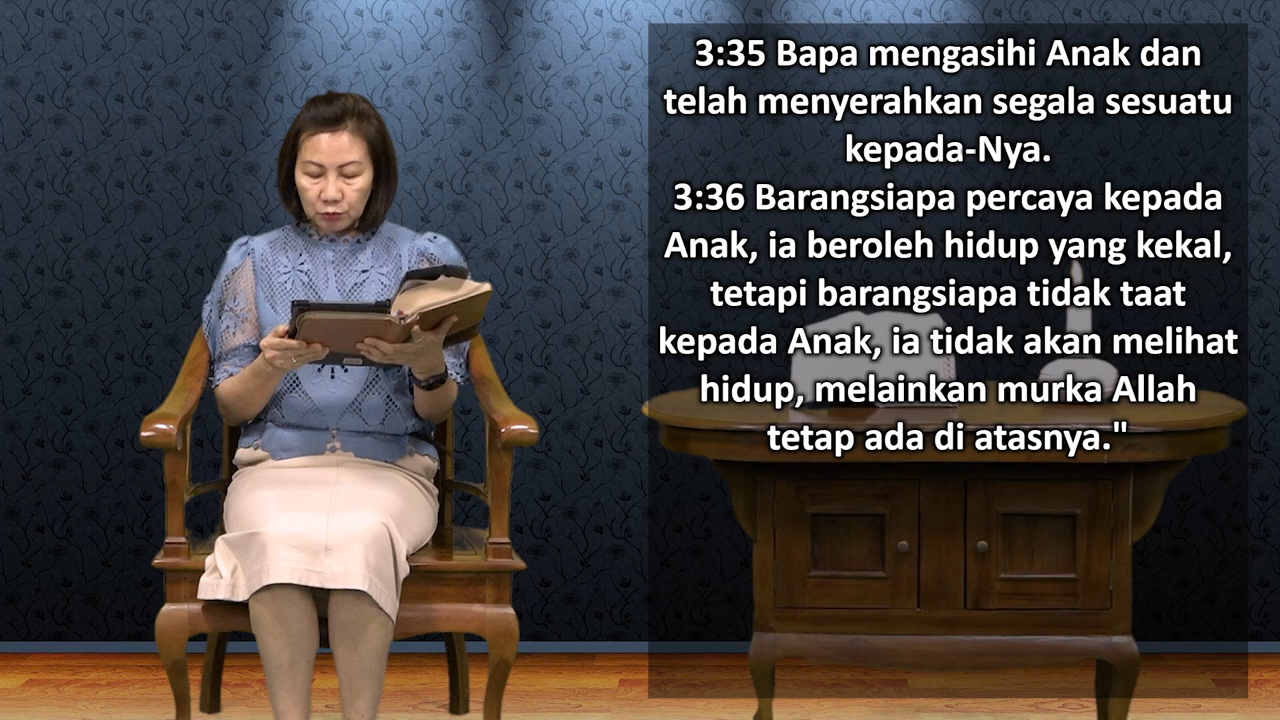 3:35 Bapa mengasihi Anak dan
telah menyerahkan segala sesuatu
kepada-Nya.
3:36 Barangsiapa percaya kepada
Anak, ia beroleh hidup yang kekal,
tetapi barangsiapa tidak taat
kepada Anak, ia tidak akan melihat
hidup, melainkan murka Allah
tetap ada di atasnya."